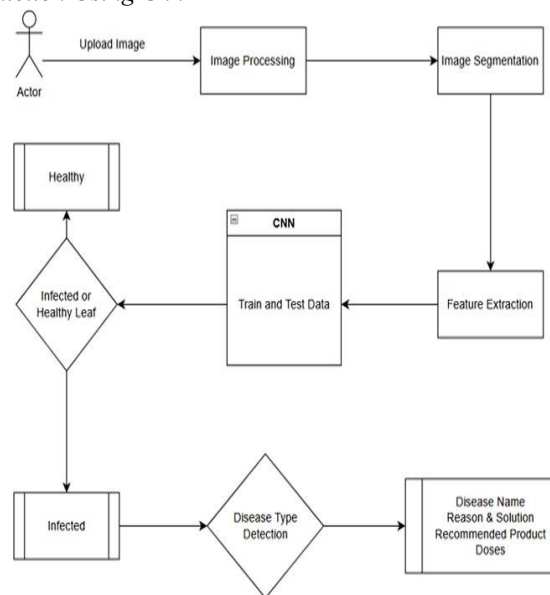 Using
Upload Image
Actor
Image Processing
Image Segmentation
Healthy
CNN
Infected or
Healthy Leaf
Train and Test Data
Feature Extraction
Infected
Disease Type
Detection
Disease Name
Reason & Solution
Recommended Product
Doses